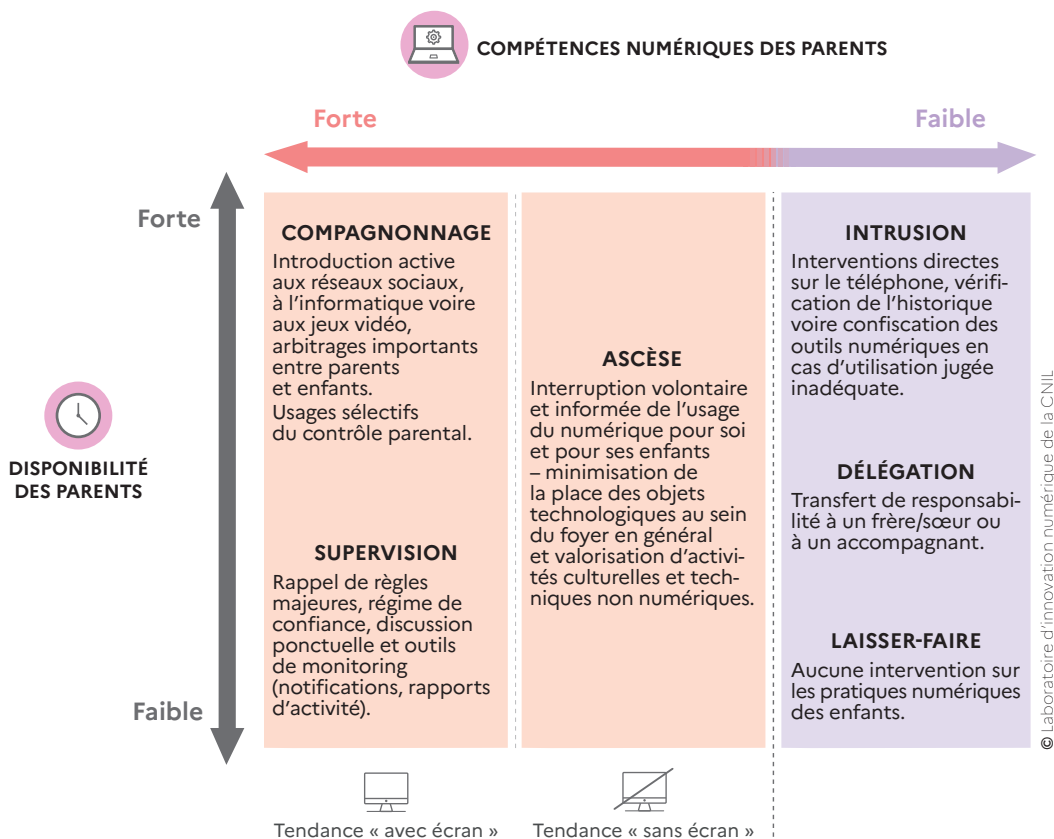 COMPÉTENCES NUMÉRIQUES DES PARENTS
Forte
Faible
Forte
Faible
DISPONIBILITÉ
DES PARENTS
COMPAGNONNAGE
Introduction active
aux réseaux sociaux,
à l'informatique voire
aux jeux vidéo,
arbitrages importants
entre parents
et enfants.
Usages sélectifs
du contrôle parental.
SUPERVISION
Rappel de règles
majeures, régime de
confiance, discussion
ponctuelle et outils
de monitoring
(notifications, rapports
d'activité).
ASCÈSE
Interruption volontaire
et informée de l'usage
du numérique pour soi
et pour ses enfants
– minimisation de
la place des objets
technologiques au sein
du foyer en général
et valorisation d'activi-
tés culturelles et tech-
niques non numériques.
INTRUSION
Interventions directes
sur le téléphone, vérifi-
cation de l'historique
voire confiscation des
outils numériques en
cas d'utilisation jugée
inadéquate.
DÉLÉGATION
Transfert de responsabi-
lité à un frère/sœur ou
à un accompagnant.
LAISSER-FAIRE
Aucune intervention sur
les pratiques numériques
des enfants.
Tendance « avec écran »
Tendance « sans écran »
© Laboratoire d'innovation numérique de la CNIL